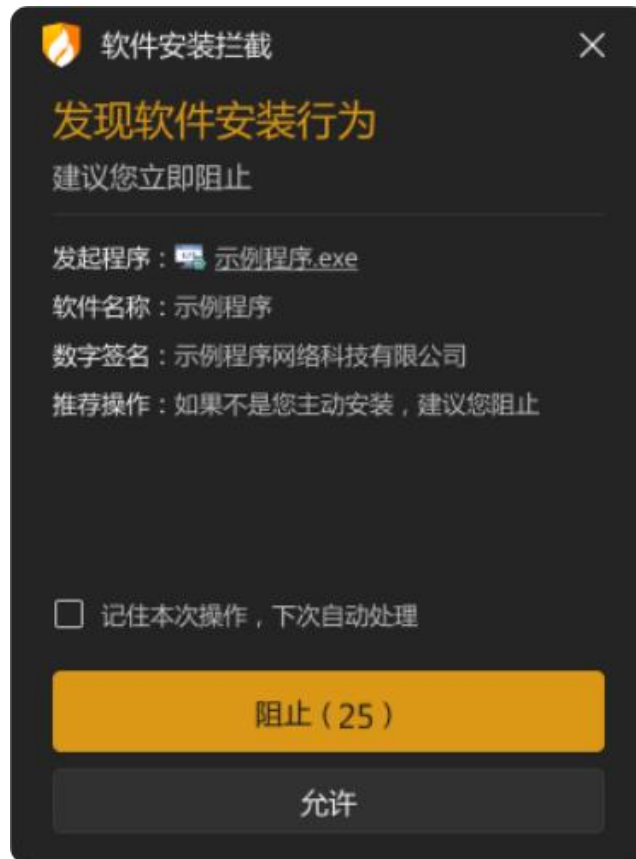 软件安装拦截
发现软件安装行为
建议您立即阻止
发起程序：示例程序.exe
软件名称：示例程序
数字签名：示例程序网络科技有限公司
推荐操作：如果不是您主动安装，建议您阻止
记住本次操作，下次自动处理
阻止（25）
允许